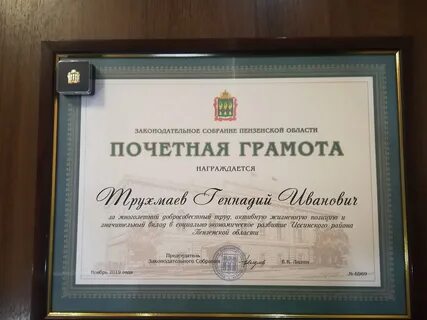 ЗАКОНОДАТЕЛЬНОЕ СОБРАНИЕ ПЕНЗЕНСКОЙ ОБЛАСТИ
ПОЧЕТНАЯ ГРАМОТА
НАГРАЖДАЕТСЯ
Трухмаев Геннадий Иванович
за многолетний добросовестный труд, активную жизненную позицию и
значительный вклад в социально-экономическое развитие Иссинского района
Пензенской области
Председатель
Законодательного Собрания
В.К. Лидин
Ноябрь 2019 года